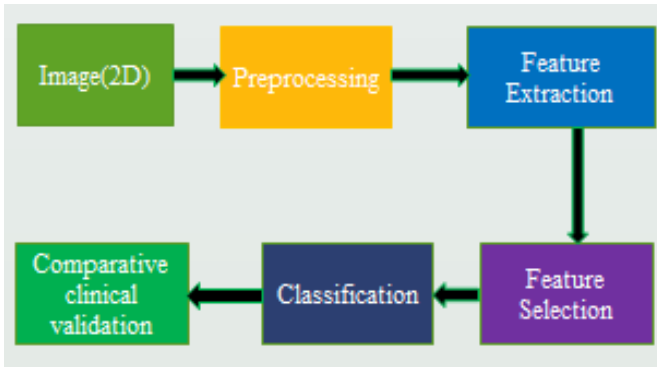 Image(2D)
Preprocessing
Feature
Extraction
Feature
Selection
Classification
Comparative
clinical
validation